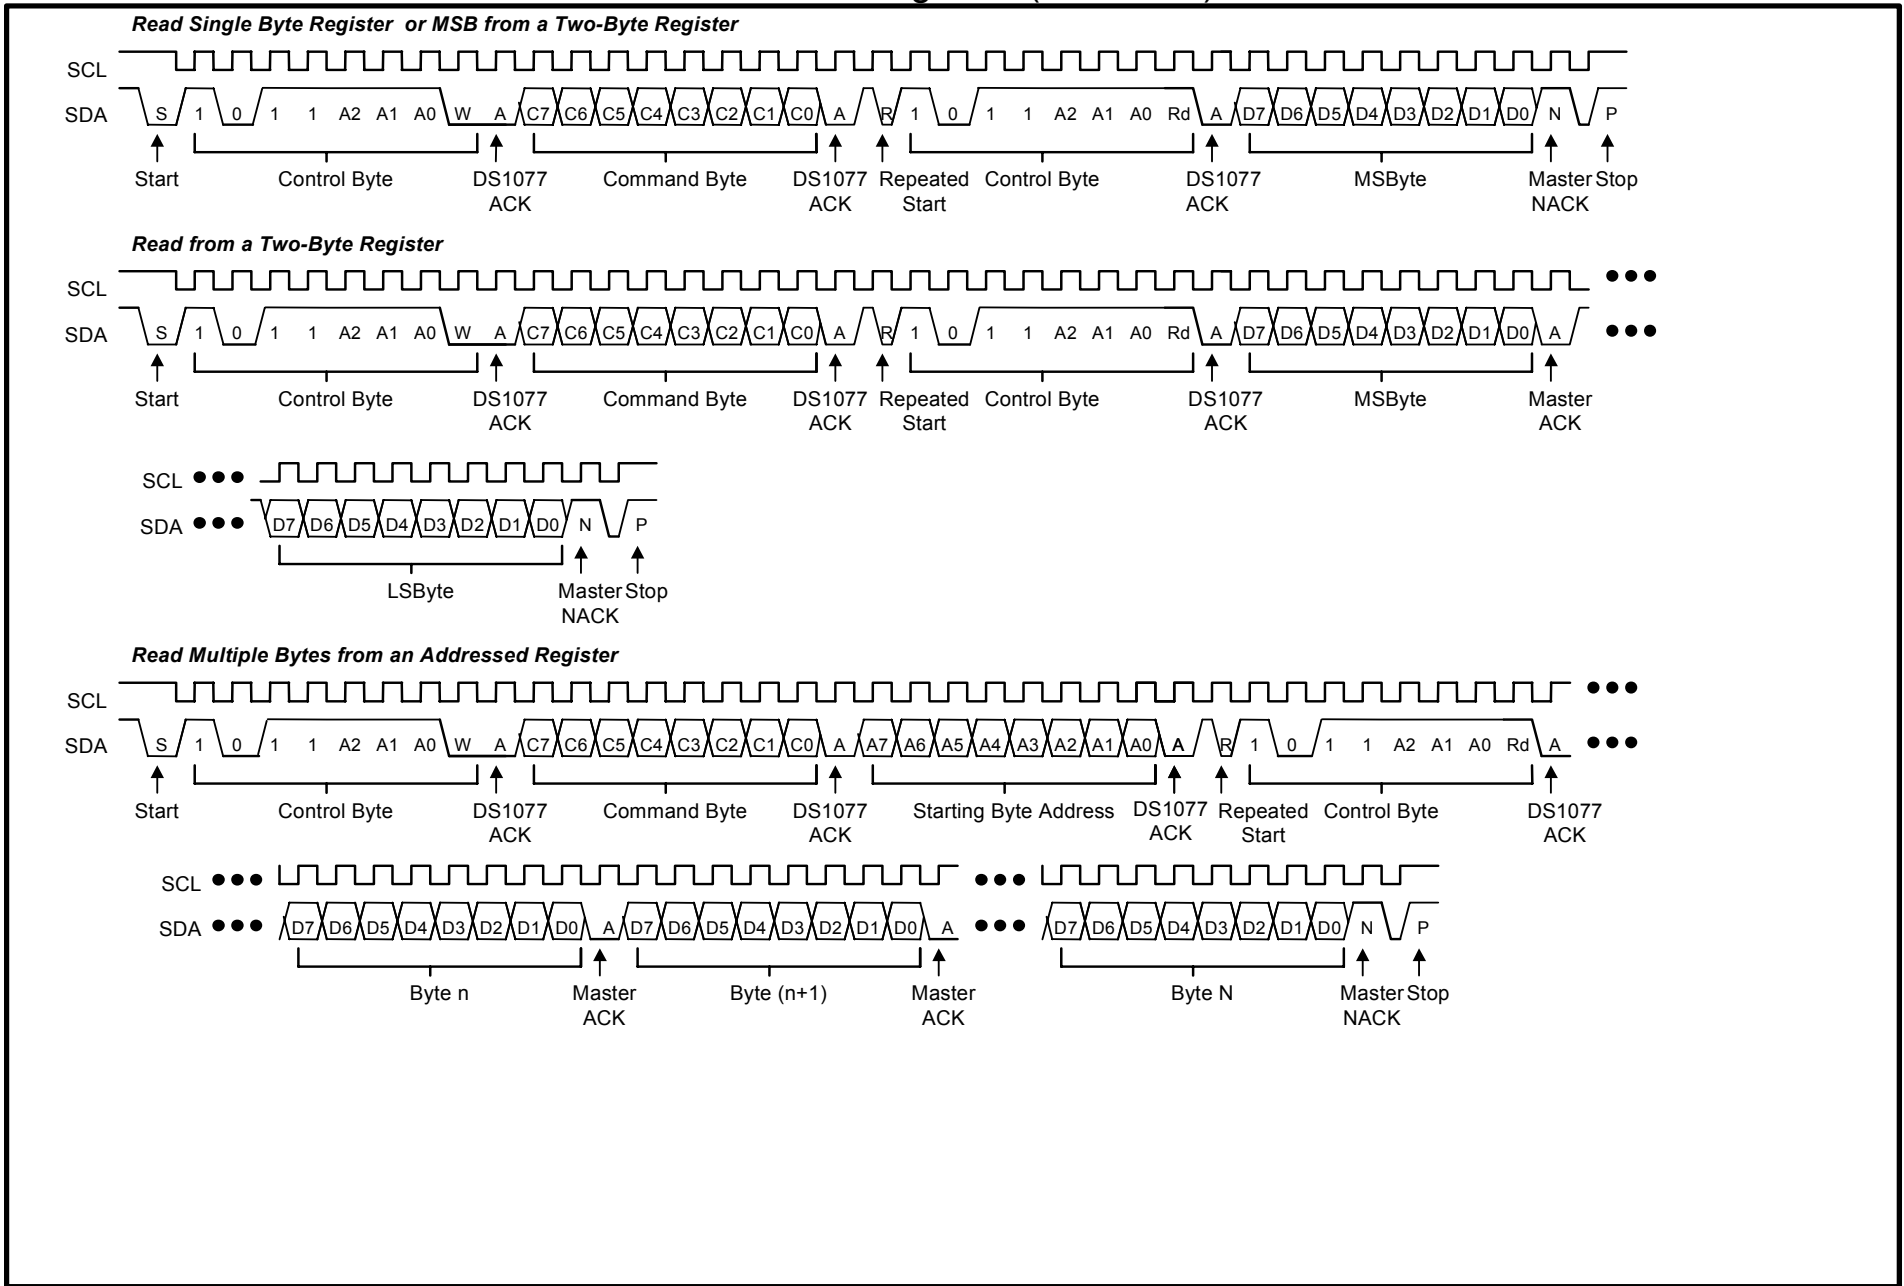 Read Single Byte Register or MSB from a Two-Byte Register
SCL
SDA S 1 0 1 1 A2 A1 A0 W A C7 C6 C5 C4 C3 C2 C1 C0 A R 1 0 1 1 A2 A1 A0 Rd A D7 D6 D5 D4 D3 D2 D1 D0 N P
Start Control Byte DS1077 Command Byte DS1077 Repeated Control Byte DS1077 MSByte Master Stop
ACK ACK Start ACK NACK
Read from a Two-Byte Register
SCL
SDA S 1 0 1 1 A2 A1 A0 W A C7 C6 C5 C4 C3 C2 C1 C0 A R 1 0 1 1 A2 A1 A0 Rd A D7 D6 D5 D4 D3 D2 D1 D0 A
Start Control Byte DS1077 Command Byte DS1077 Repeated Control Byte DS1077 MSByte Master
ACK ACK Start ACK ACK
SCL
SDA D7 D6 D5 D4 D3 D2 D1 D0 N P
LSByte Master Stop
NACK
Read Multiple Bytes from an Addressed Register
SCL
SDA S 1 0 1 1 A2 A1 A0 W A C7 C6 C5 C4 C3 C2 C1 C0 A A7 A6 A5 A4 A3 A2 A1 A0 A R 1 0 1 1 A2 A1 A0 Rd A
Start Control Byte DS1077 Command Byte DS1077 Starting Byte Address DS1077 Repeated Control Byte DS1077
ACK ACK ACK Start ACK
SCL
SDA D7 D6 D5 D4 D3 D2 D1 D0 A D7 D6 D5 D4 D3 D2 D1 D0 A D7 D6 D5 D4 D3 D2 D1 D0 N P
Byte n Master Byte (n+1) Master Byte N Master Stop
ACK ACK NACK